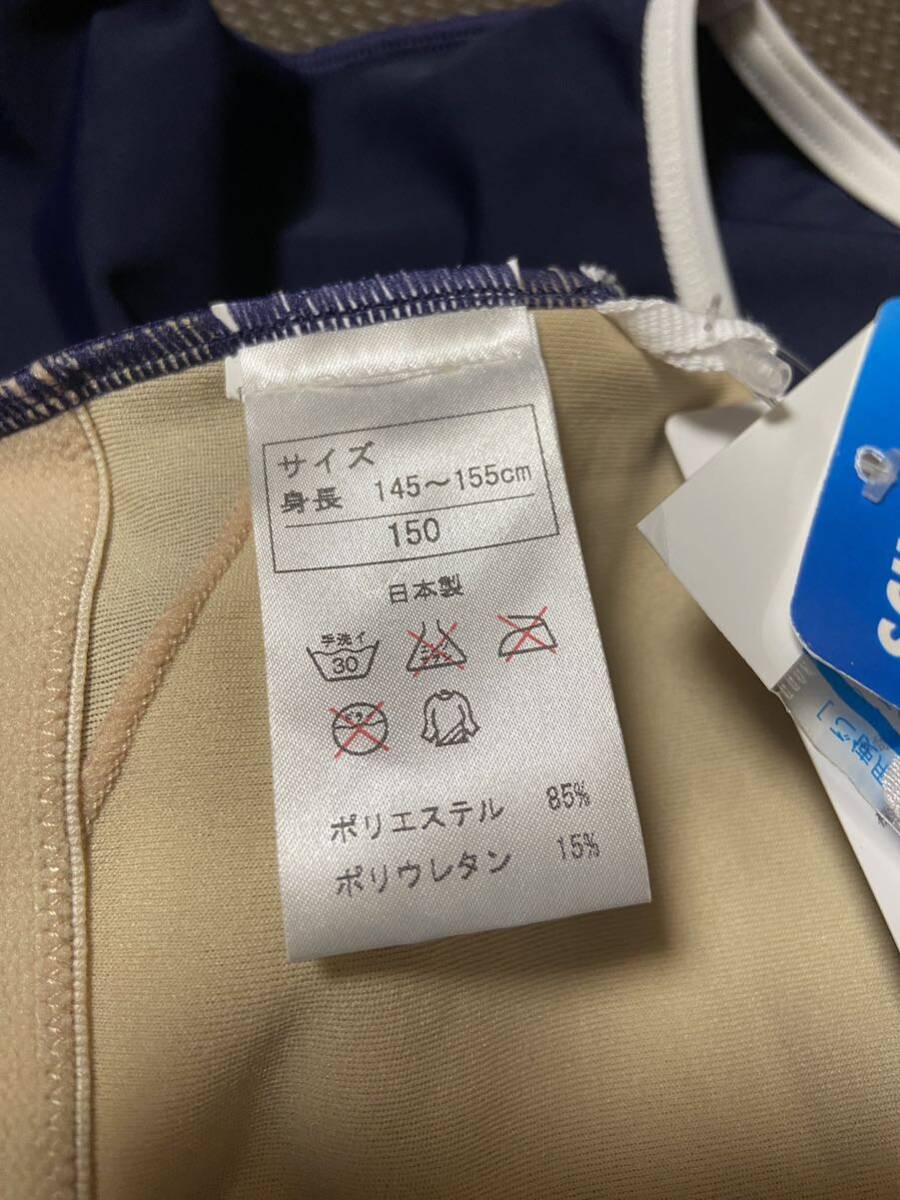 サイズ
身長 145～155cm
150
日本製
手洗イ
30
ポリエステル 85%
ポリウレタン 15%